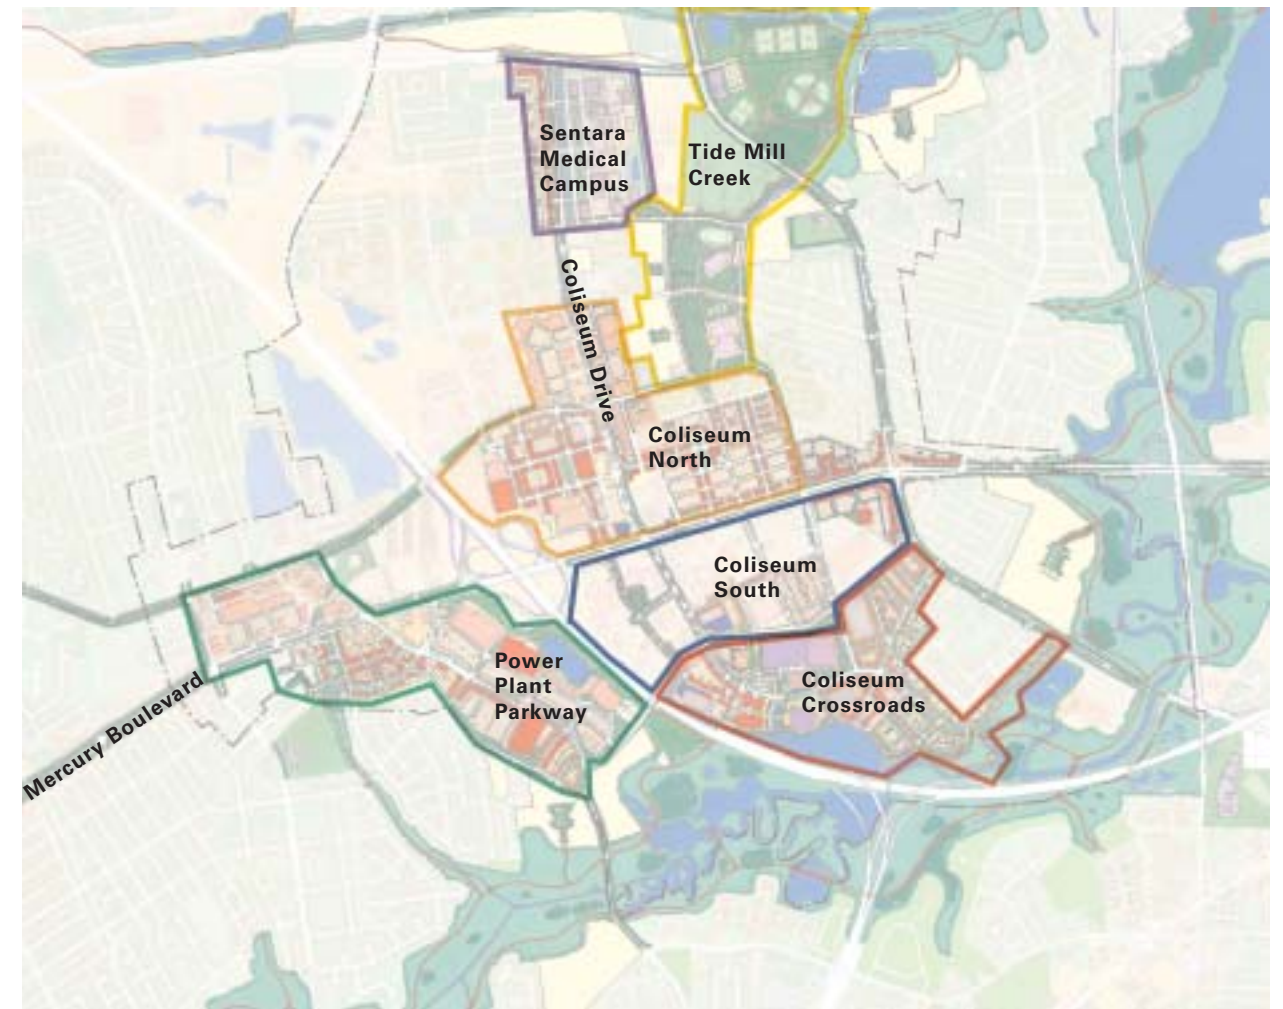 Sentara
Medical
Campus
Tide Mill
Creek
Coliseum Drive
Coliseum
North
Coliseum
South
Power
Plant
Parkway
Coliseum
Crossroads
Mercury Boulevard